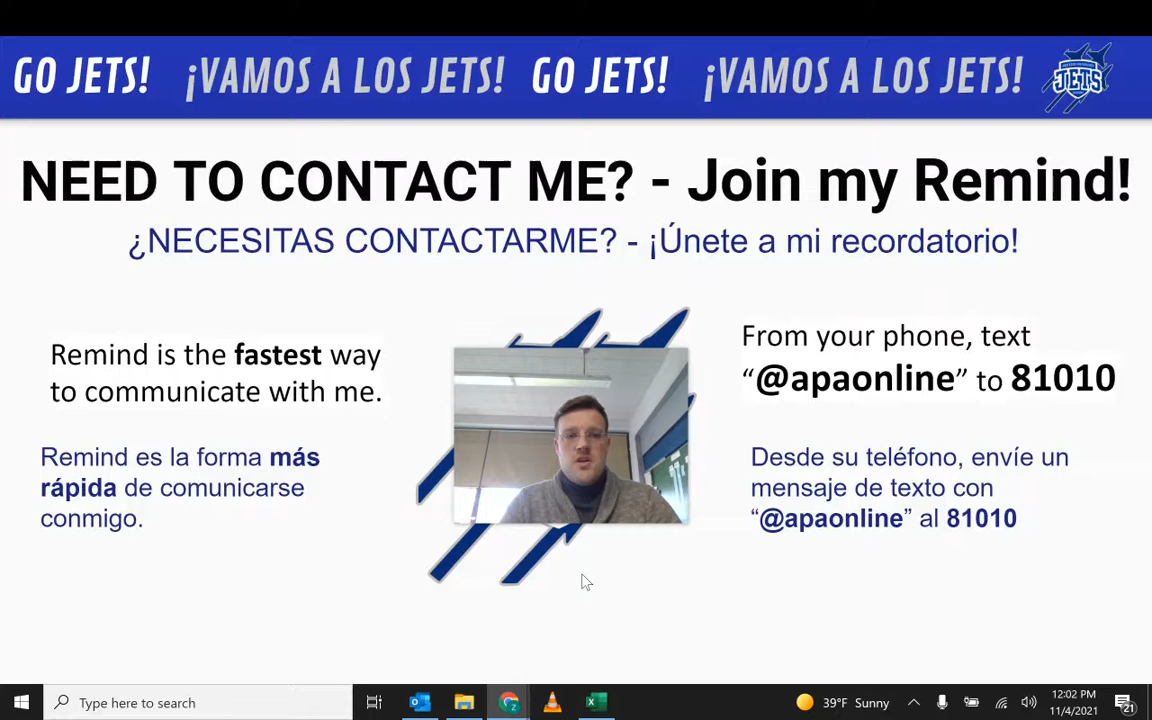 GO JETS! ¡VAMOS A LOS JETS! GO JETS! ¡VAMOS A LOS JETS!
JETS
NEED TO CONTACT ME? - Join my Remind!
¿NECESITAS CONTACTARME? - ¡Únete a mi recordatorio!
Remind is the fastest way
to communicate with me.
Remind es la forma más
rápida de comunicarse
conmigo.
From your phone, text
“@apaonline” to 81010
Desde su teléfono, envíe un
mensaje de texto con
“@apaonline” al 81010
Type here to search
39°F Sunny
12:02 PM
11/4/2021
21